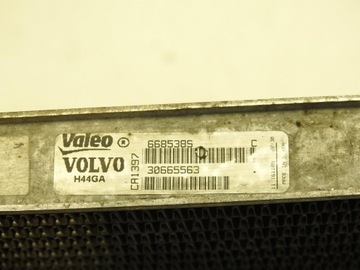 Valeo ®
VOLVO
H44GA
CR1397
668538S
C
30665563